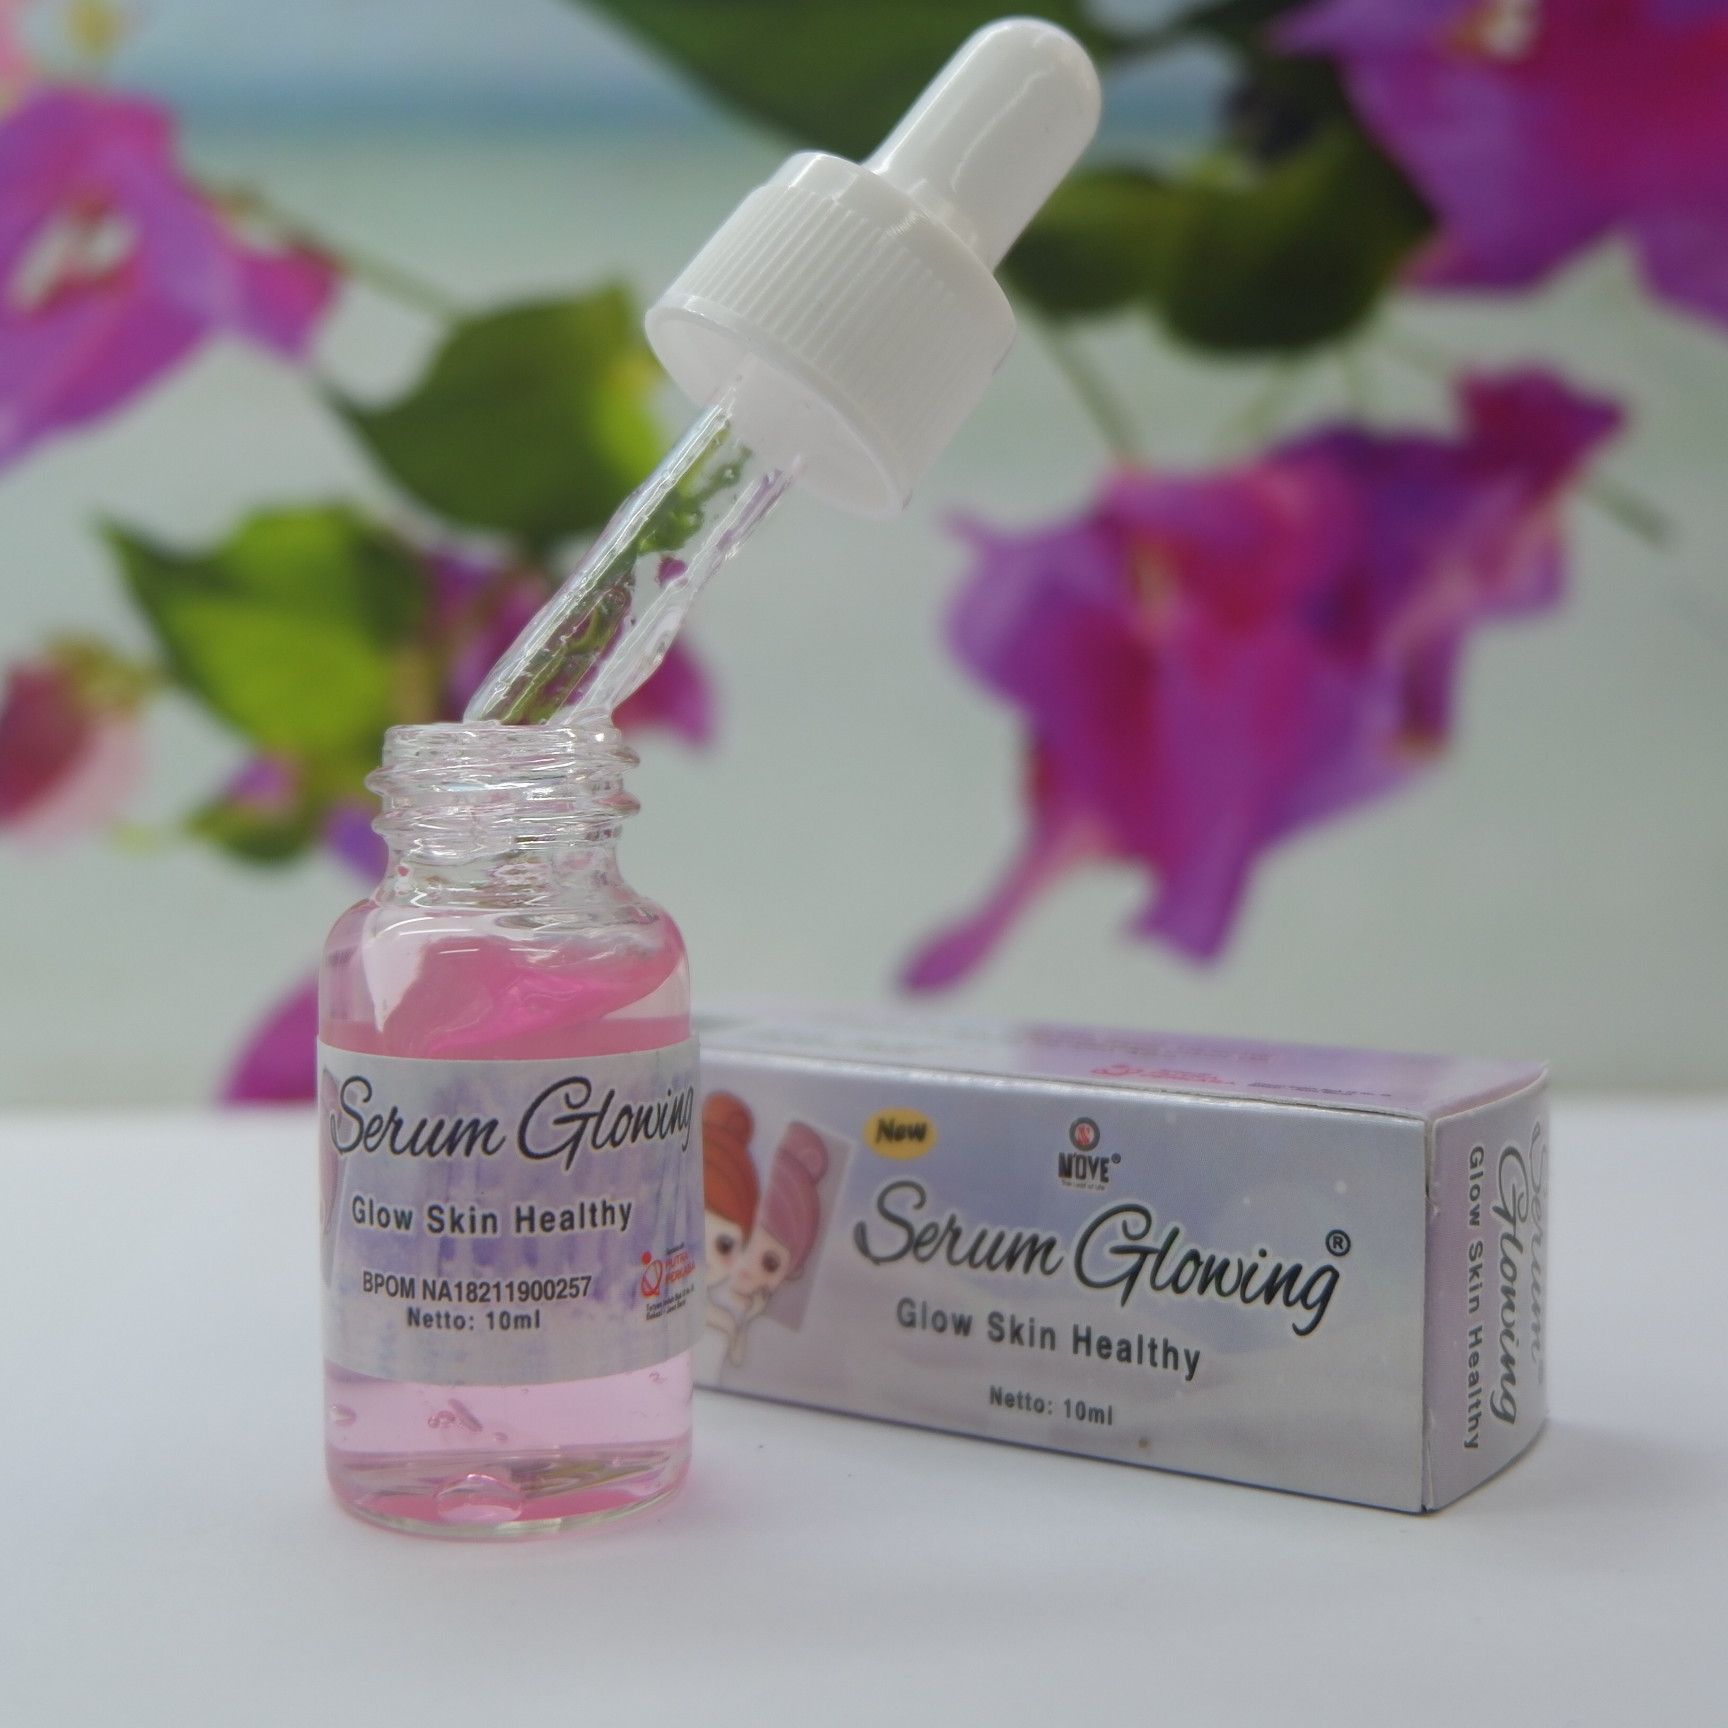 Serum Glowing
Glow Skin Healthy
BPOM NA18211900257
Netto: 10ml
New
N'OVE®
Serum Glowing®
Glow Skin Healthy
Netto: 10ml
Serum
Glowing
Glow Skin Healthy